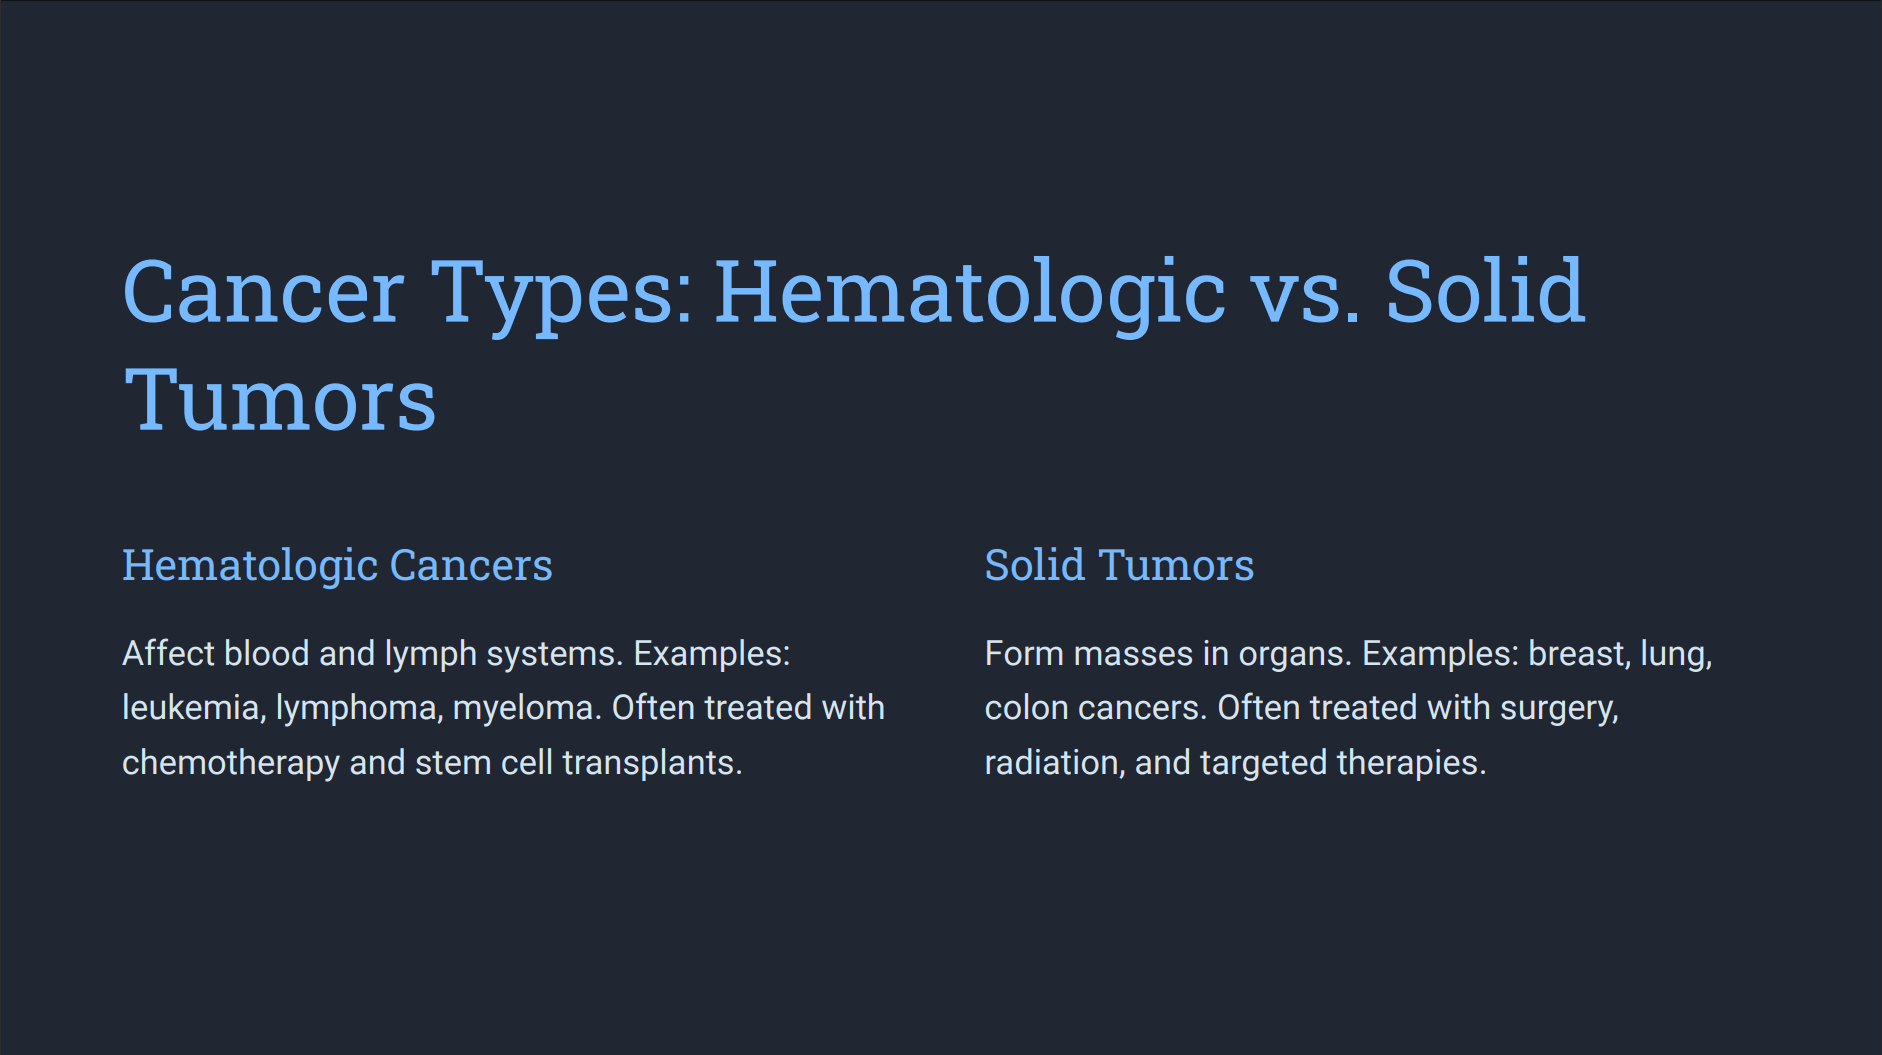 Cancer Types: Hematologic vs. Solid
Tumors
Hematologic Cancers
Affect blood and lymph systems. Examples:
leukemia, lymphoma, myeloma. Often treated with
chemotherapy and stem cell transplants.
Solid Tumors
Form masses in organs. Examples: breast, lung,
colon cancers. Often treated with surgery,
radiation, and targeted therapies.